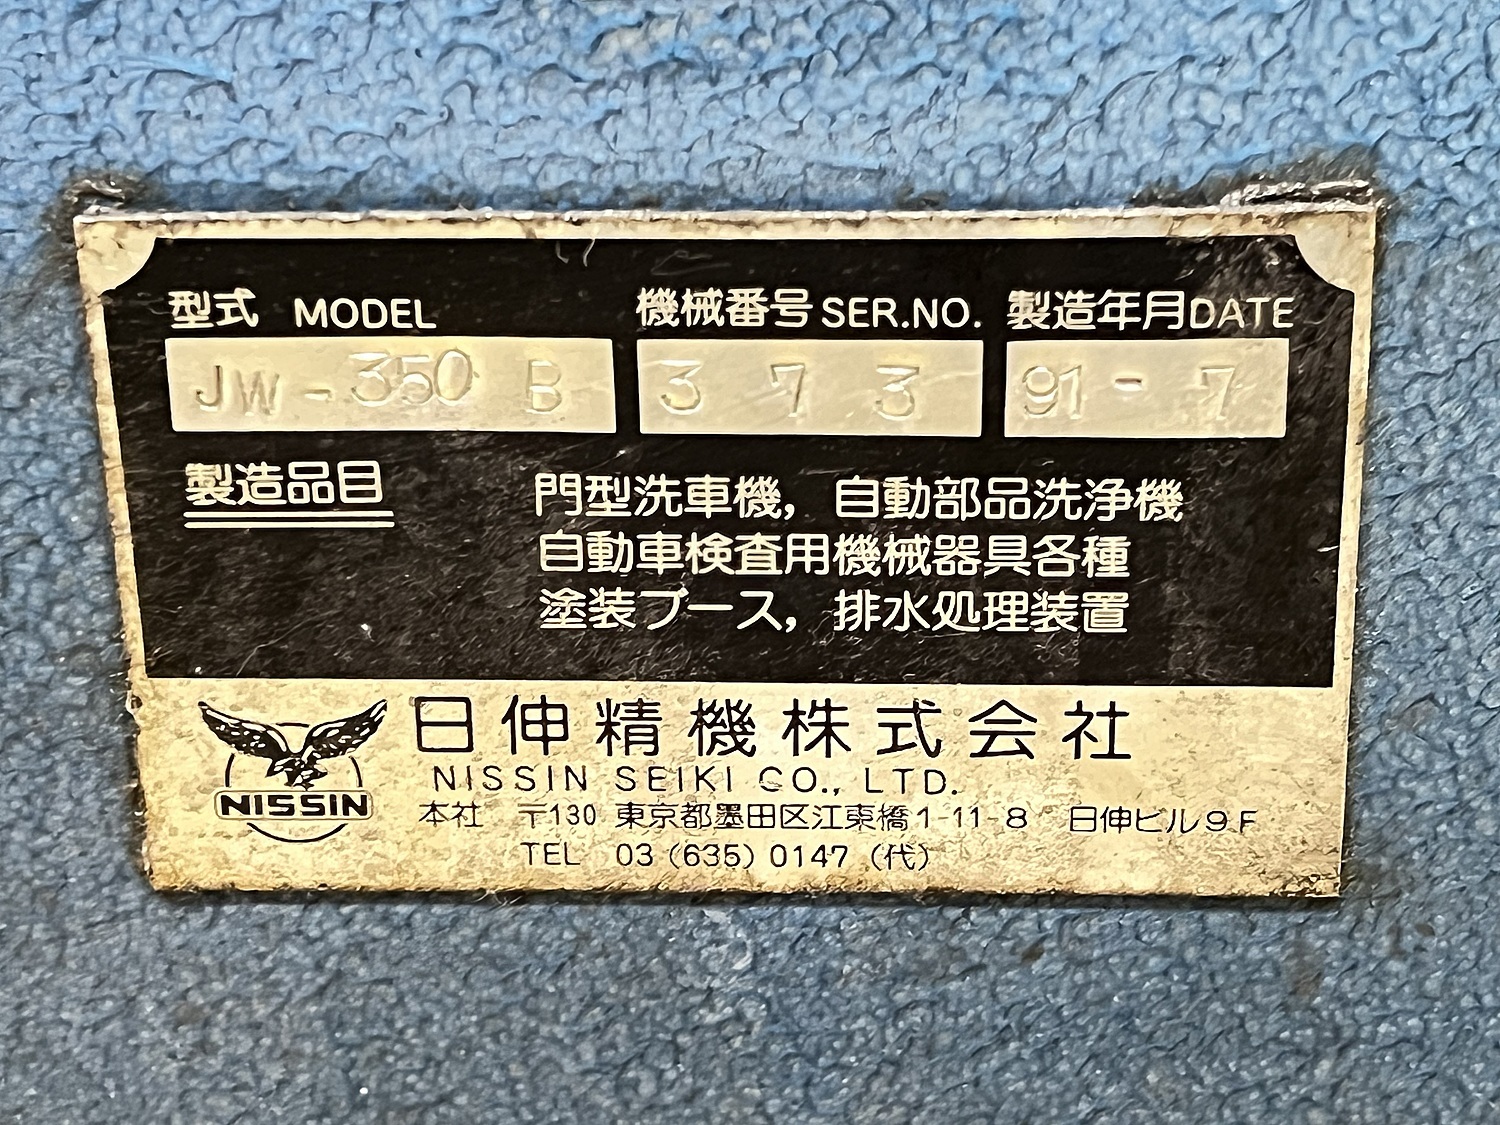 型式 MODEL 機械番号 SER.NO. 製造年月 DATE
JW-350 B 3 7 3 91-7
製造品目 門型洗車機, 自動部品洗浄機
自動車検査用機械器具各種
塗装ブース, 排水処理装置
日伸精機株式会社
NISSIN SEIKI CO., LTD.
NISSIN
本社 〒130 東京都墨田区江東橋1-11-8 日伸ビル9F
TEL 03 (635) 0147 (代)